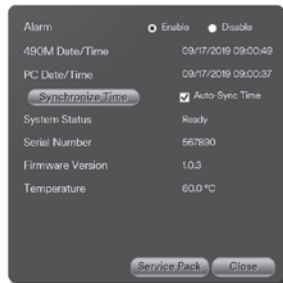 Alarm Enable Disable
490M Date/Time 09/17/2019 09:00:49
PC Date/Time 09/17/2019 09:00:37
Synchronize Time Auto-Sync Time
System Status Ready
Serial Number 567890
Firmware Version 1.0.3
Temperature 60.0 °C
Service Pack Close